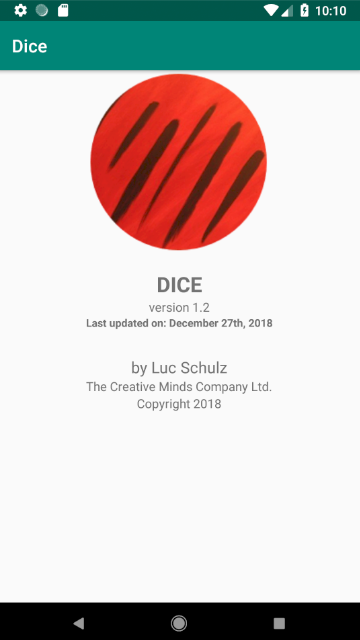 10:10
Dice
DICE
version 1.2
Last updated on: December 27th, 2018
by Luc Schulz
The Creative Minds Company Ltd.
Copyright 2018